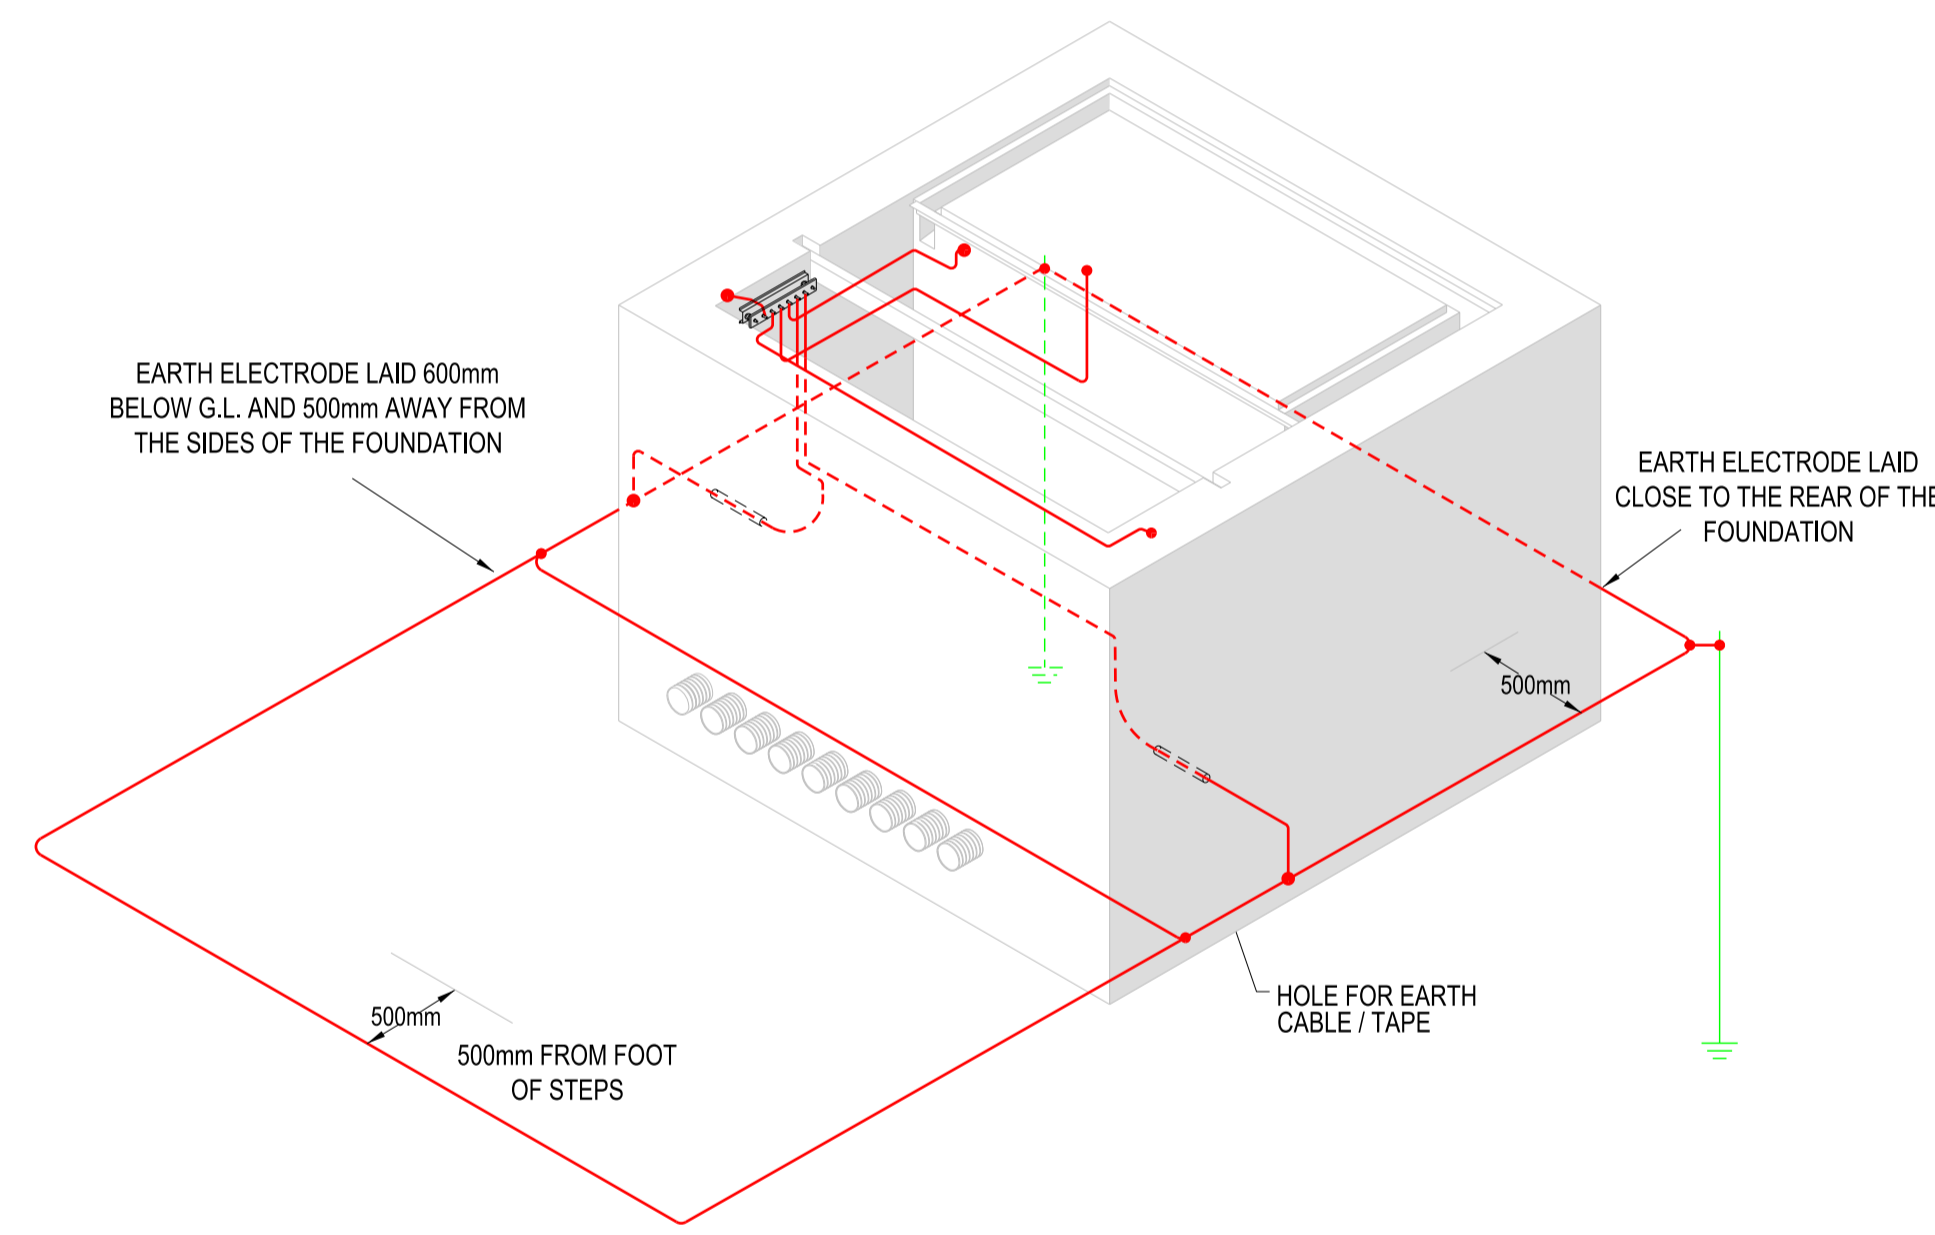 EARTH ELECTRODE LAID 600mm
BELOW G.L. AND 500mm AWAY FROM
THE SIDES OF THE FOUNDATION
EARTH ELECTRODE LAID
CLOSE TO THE REAR OF THE
FOUNDATION
500mm
HOLE FOR EARTH
CABLE / TAPE
500mm
500mm FROM FOOT
OF STEPS